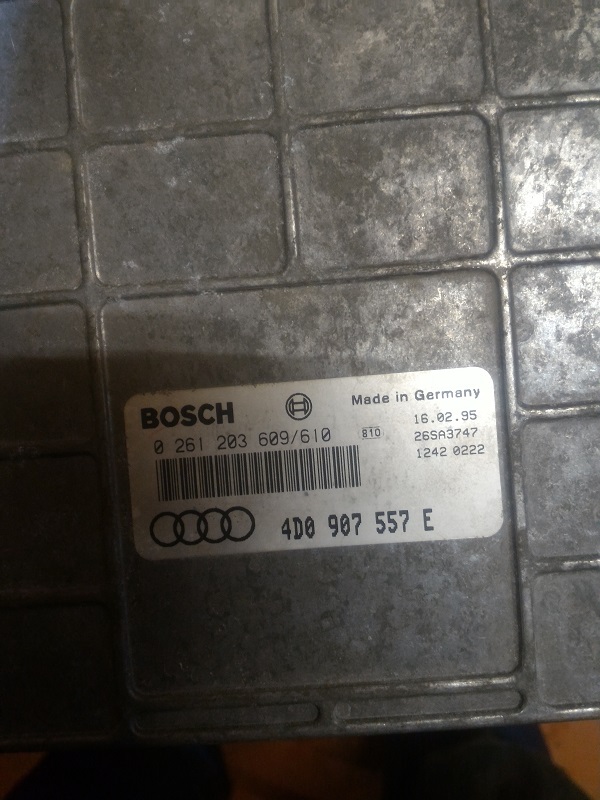 BOSCH
Made in Germany
0 261 203 609/610
810
16.02.95
26SA3747
1242 0222
4D0 907 557 E